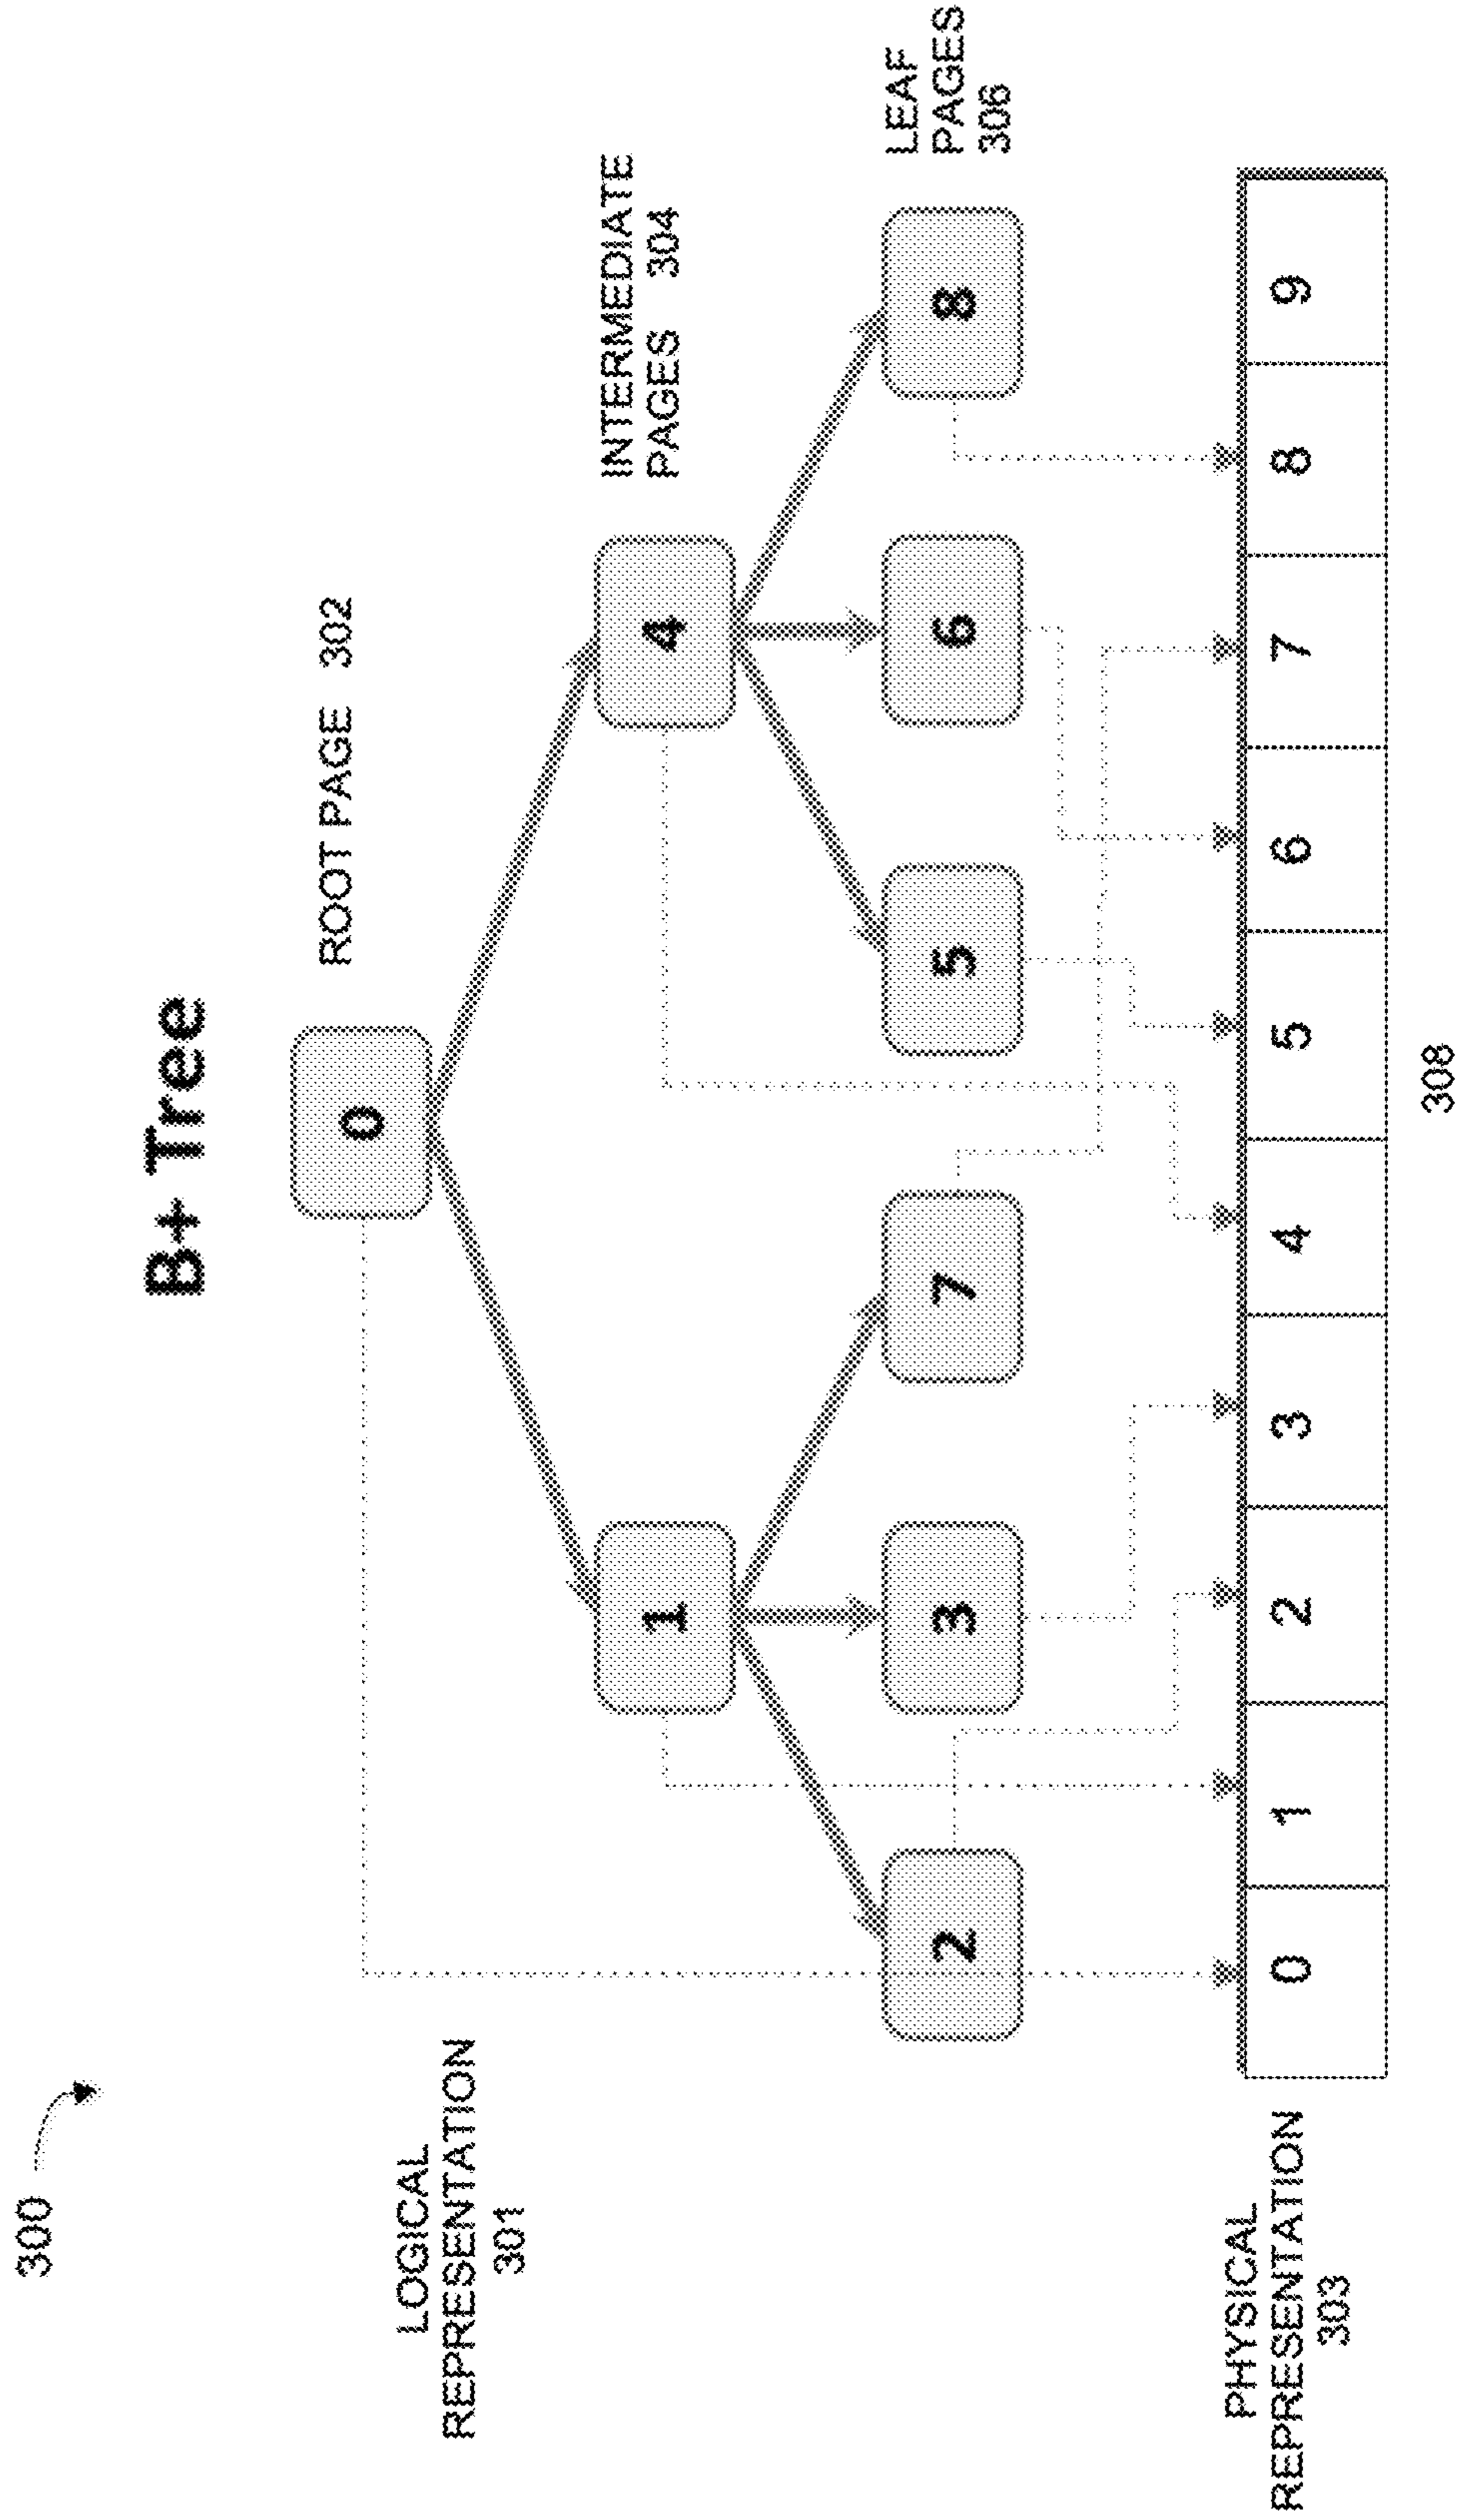 300
B+ Tree
LOGICAL
REPRESENTATION
301
0
ROOT PAGE 302
1
4
INTERMEDIATE
PAGES 304
2
3
7
5
6
8
LEAF
PAGES
306
PHYSICAL
REPRESENTATION
303
0 1 2 3 4 5 6 7 8 9
308